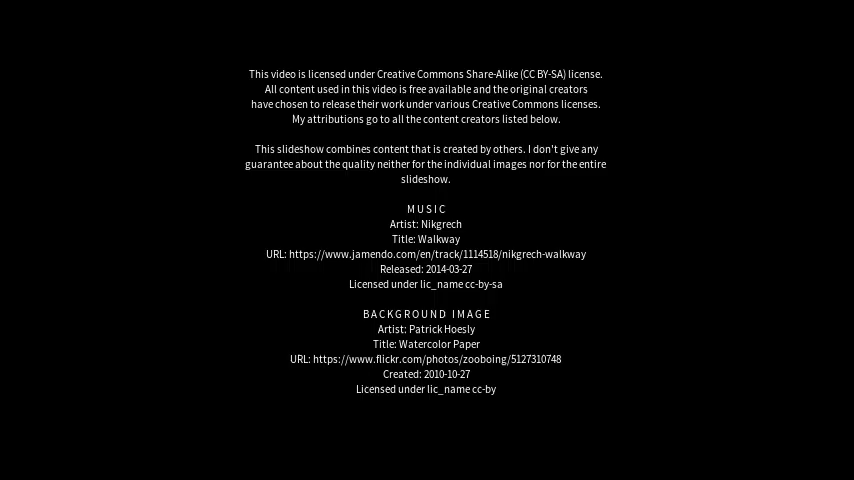 This video is licensed under Creative Commons Share-Alike (CC BY-SA) license.
All content used in this video is free available and the original creators
have chosen to release their work under various Creative Commons licenses.
My attributions go to all the content creators listed below.
This slideshow combines content that is created by others. I don't give any
guarantee about the quality neither for the individual images nor for the entire
slideshow.
MUSIC
Artist: Nikgrech
Title: Walkway
URL: https://www.jamendo.com/en/track/1114518/nikgrech-walkway
Released: 2014-03-27
Licensed under lic_name cc-by-sa
BACKGROUND IMAGE
Artist: Patrick Hoesly
Title: Watercolor Paper
URL: https://www.flickr.com/photos/zooboing/5127310748
Created: 2010-10-27
Licensed under lic_name cc-by